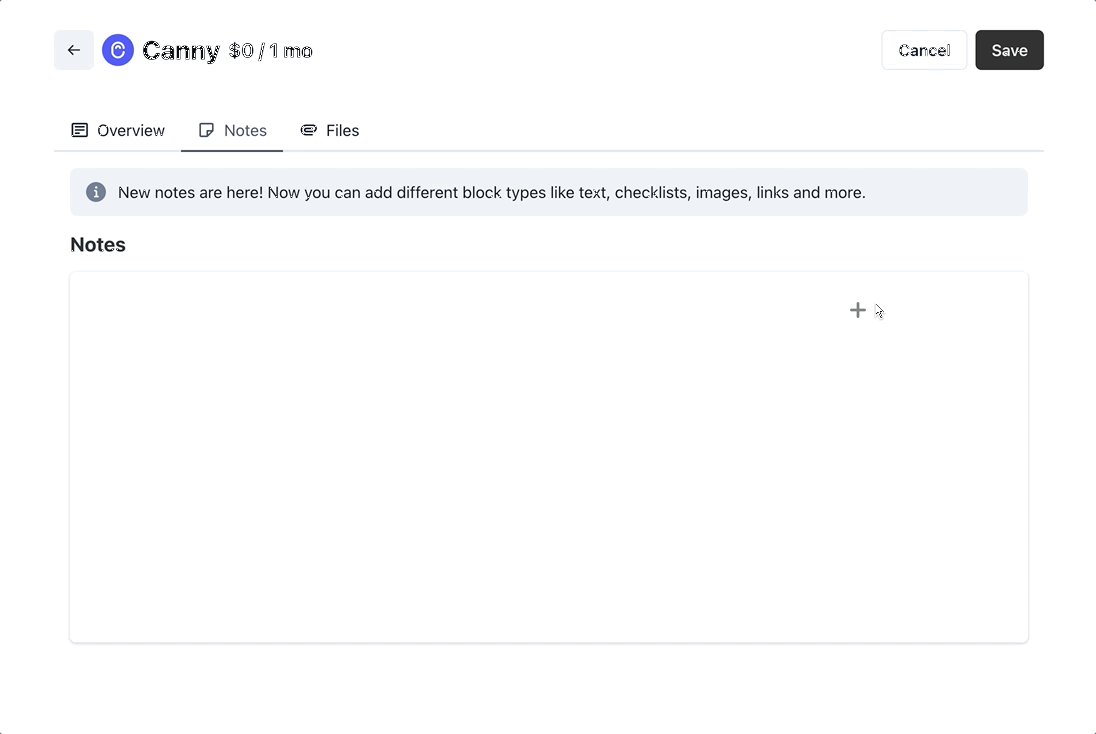 Canny $0 / 1 mo
Cancel
Save
Overview
Notes
Files
New notes are here! Now you can add different block types like text, checklists, images, links and more.
Notes